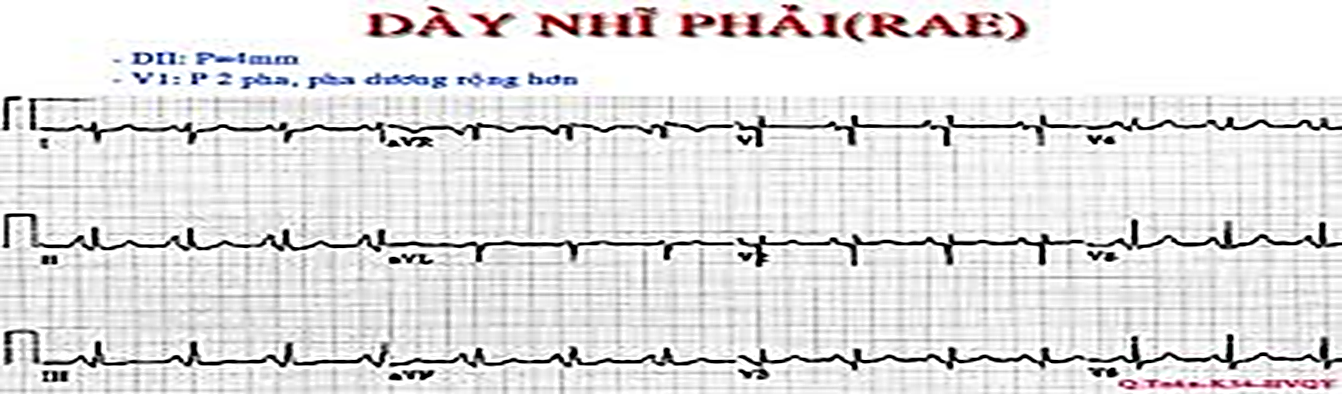 DÀY NHĨ PHẢI(RAE)
- DII: P=4mm
- V1: P 2 pha, pha dương rộng hơn
I aVR V1 V4
II aVL V2 V5
III aVF V3 V6